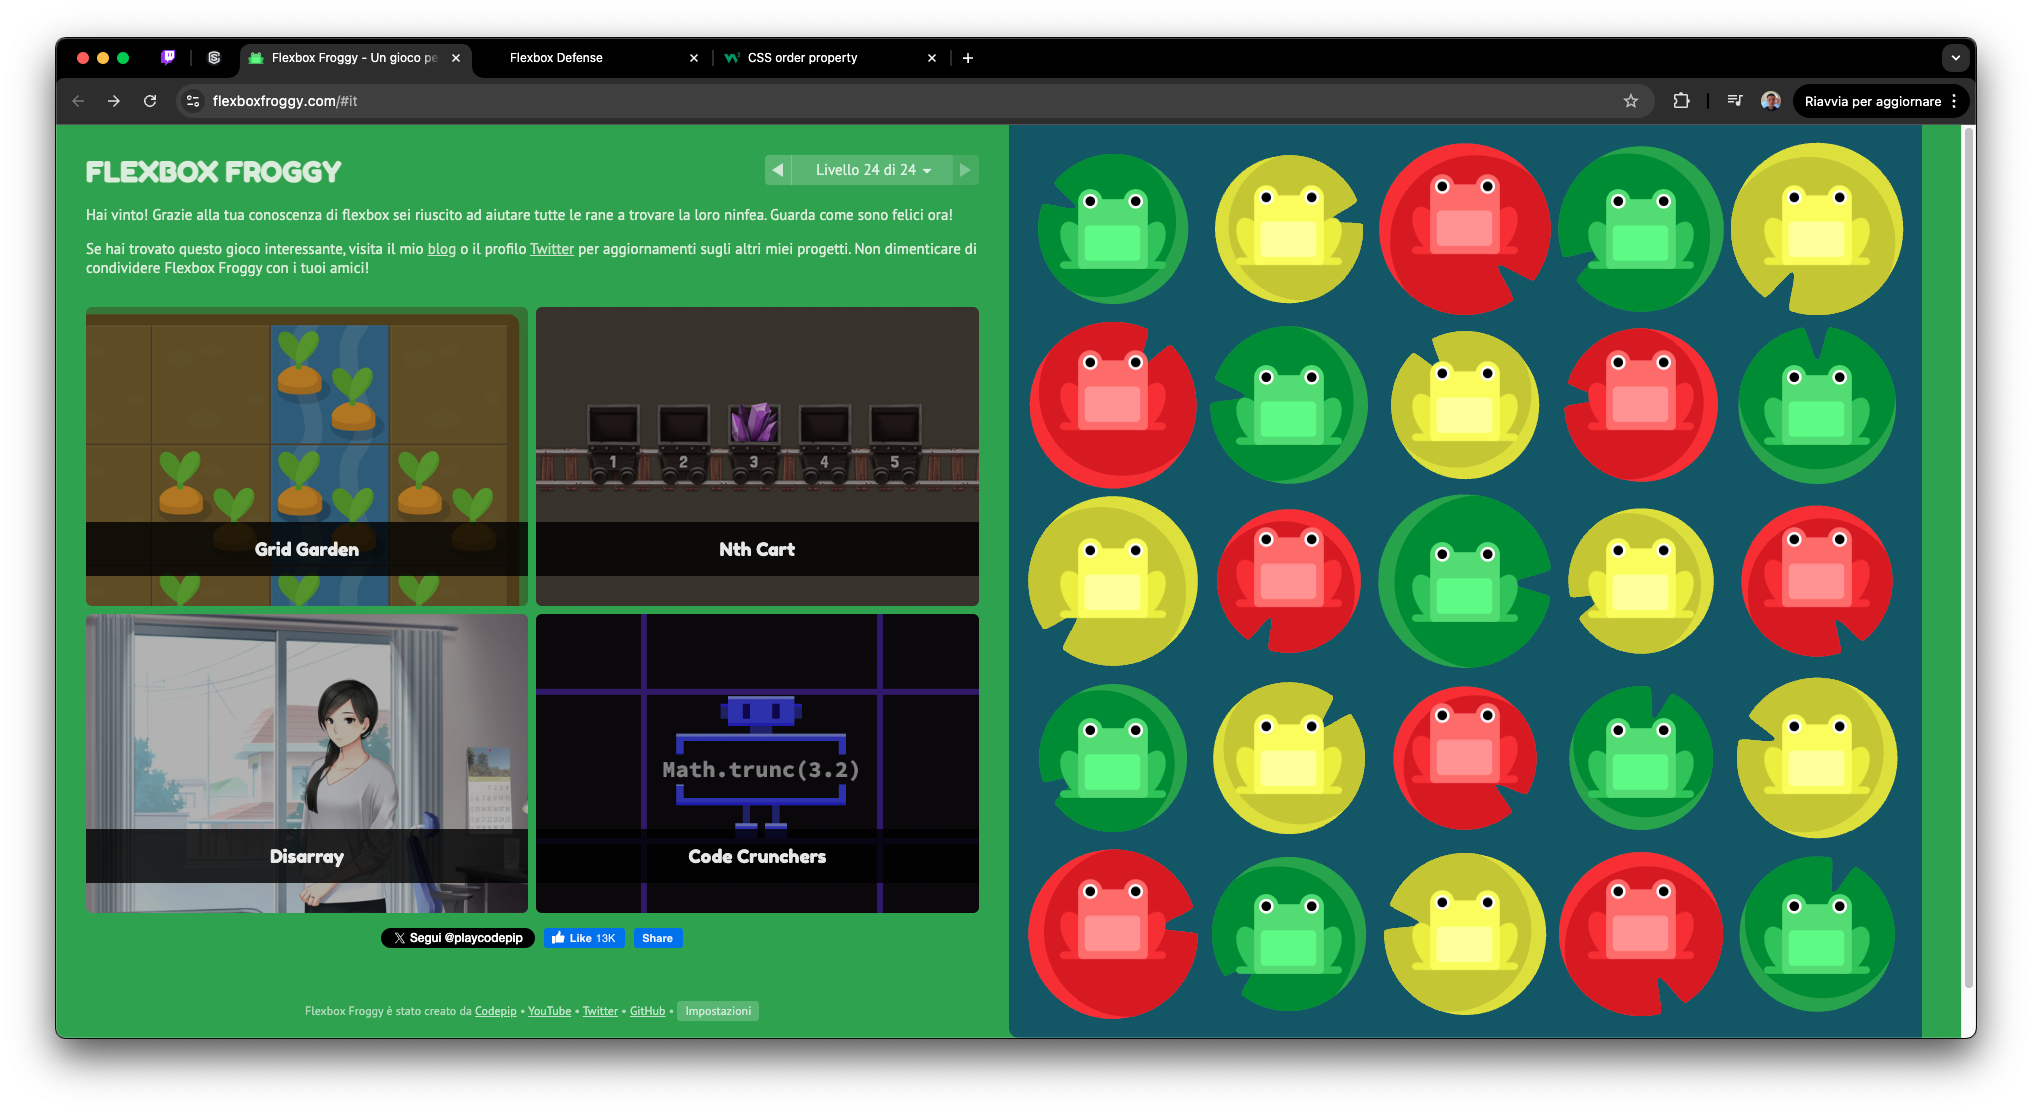 Flexbox Froggy - Un gioco pe
Flexbox Defense
CSS order property
flexboxfroggy.com/#it
Riavvia per aggiornare
FLEXBOX FROGGY
Livello 24 di 24
Hai vinto! Grazie alla tua conoscenza di flexbox sei riuscito ad aiutare tutte le rane a trovare la loro ninfea. Guarda come sono felici ora!
Se hai trovato questo gioco interessante, visita il mio blog o il profilo Twitter per aggiornamenti sugli altri miei progetti. Non dimenticare di
condividere Flexbox Froggy con i tuoi amici!
1 2 3 4 5
Grid Garden
Nth Cart
Math.trunc(3.2)
Disarray
Code Crunchers
Segui @playcodepip
Like 13K
Share
Flexbox Froggy è stato creato da Codepip • YouTube • Twitter • GitHub • Impostazioni